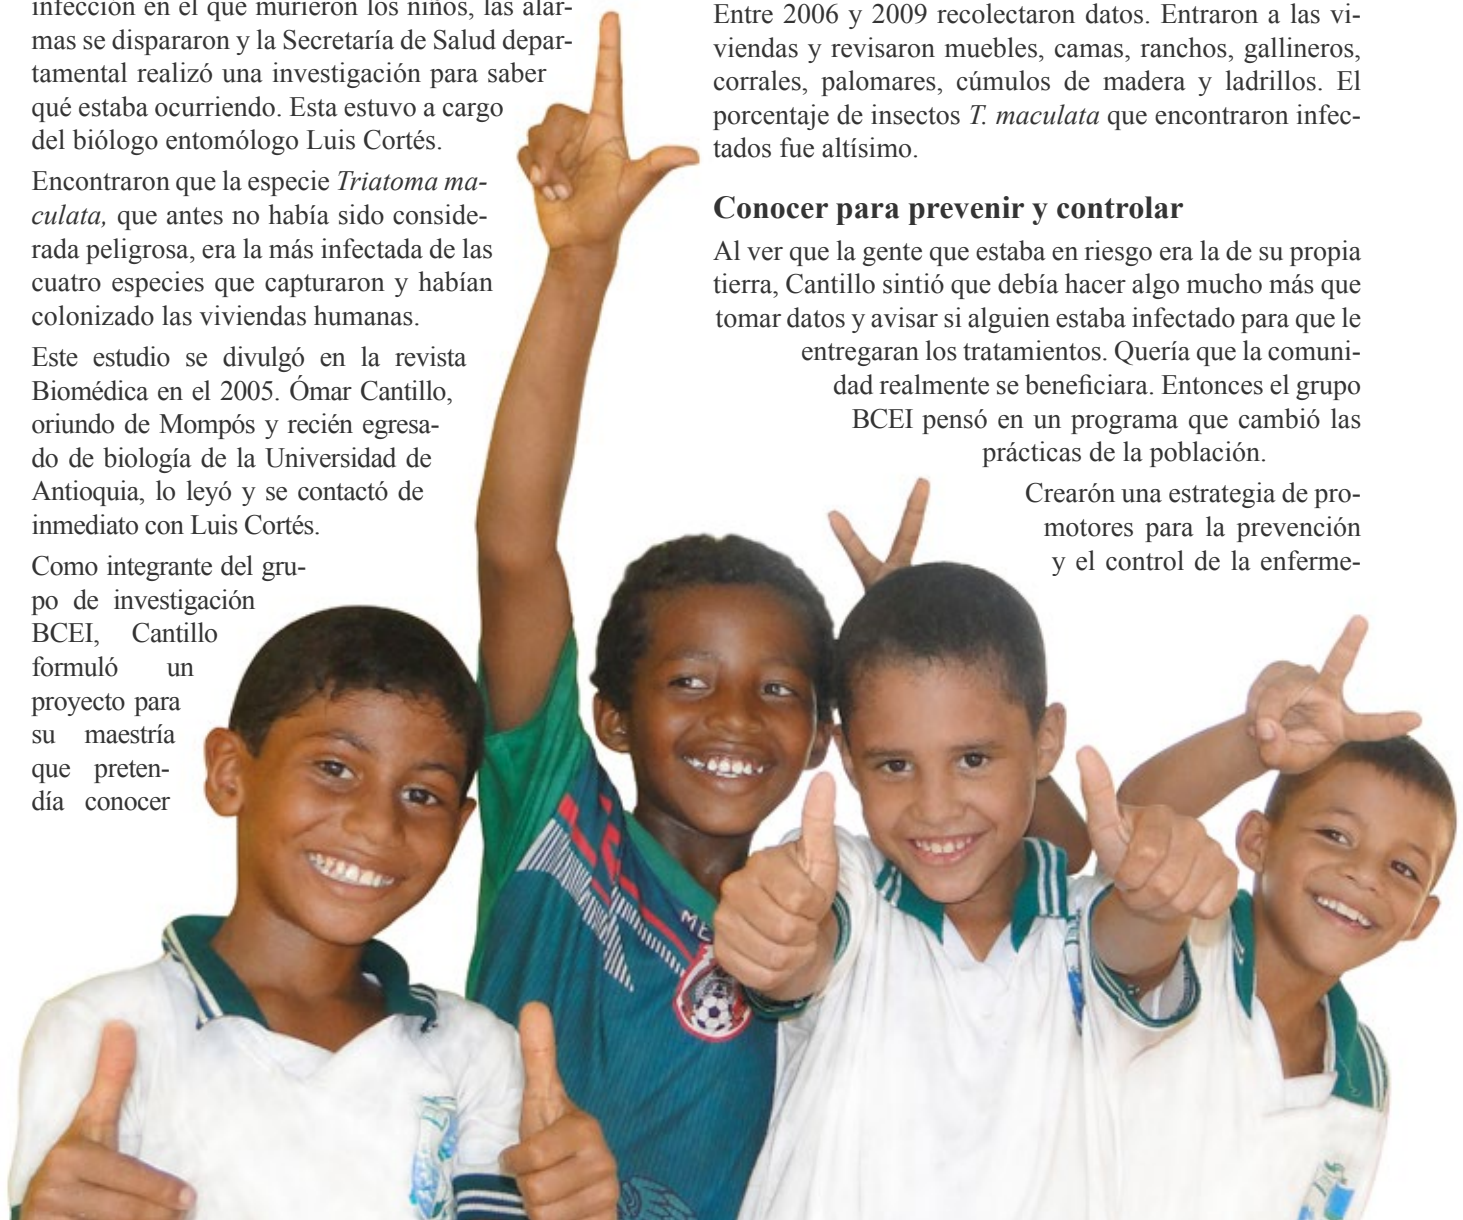 infección en el que murieron los niños, las alar-
mas se dispararon y la Secretaría de Salud depar-
tamental realizó una investigación para saber
qué estaba ocurriendo. Esta estuvo a cargo
del biólogo entomólogo Luis Cortés.
Encontraron que la especie Triatoma ma-
culata, que antes no había sido conside-
rada peligrosa, era la más infectada de las
cuatro especies que capturaron y habían
colonizado las viviendas humanas.
Este estudio se divulgó en la revista
Biomédica en el 2005. Ómar Cantillo,
oriundo de Mompós y recién egresa-
do de biología de la Universidad de
Antioquia, lo leyó y se contactó de
inmediato con Luis Cortés.
Como integrante del gru-
po de investigación
BCEI, Cantillo
formuló un
proyecto para
su maestría
que preten-
día conocer
Entre 2006 y 2009 recolectaron datos. Entraron a las vi-
viendas y revisaron muebles, camas, ranchos, gallineros,
corrales, palomares, cúmulos de madera y ladrillos. El
porcentaje de insectos T. maculata que encontraron infec-
tados fue altísimo.
Conocer para prevenir y controlar
Al ver que la gente que estaba en riesgo era la de su propia
tierra, Cantillo sintió que debía hacer algo mucho más que
tomar datos y avisar si alguien estaba infectado para que le
entregaran los tratamientos. Quería que la comuni-
dad realmente se beneficiara. Entonces el grupo
BCEI pensó en un programa que cambió las
prácticas de la población.
Crearón una estrategia de pro-
motores para la prevención
y el control de la enferme-
ME